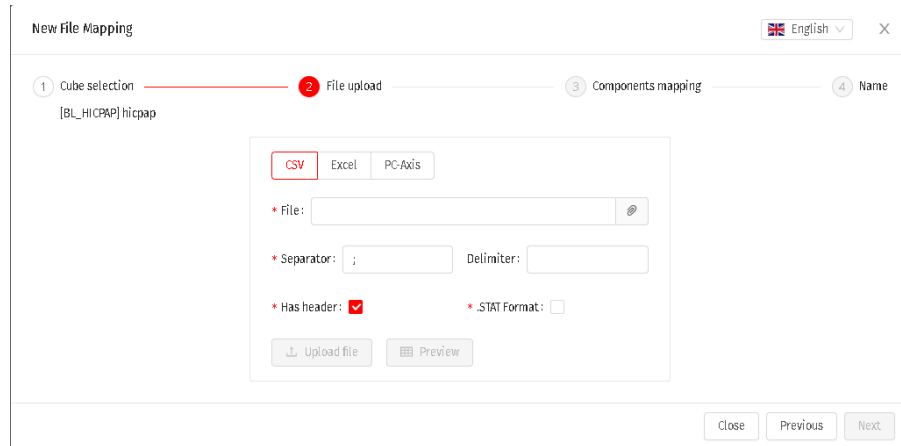 New File Mapping
English
1 Cube selection
2 File upload
3 Components mapping
4 Name
[BL_HICPAP] hicpap
CSV Excel PC-Axis
* File:
* Separator: ;
Delimiter:
* Has header:
* .STAT Format:
Upload file
Preview
Close Previous Next